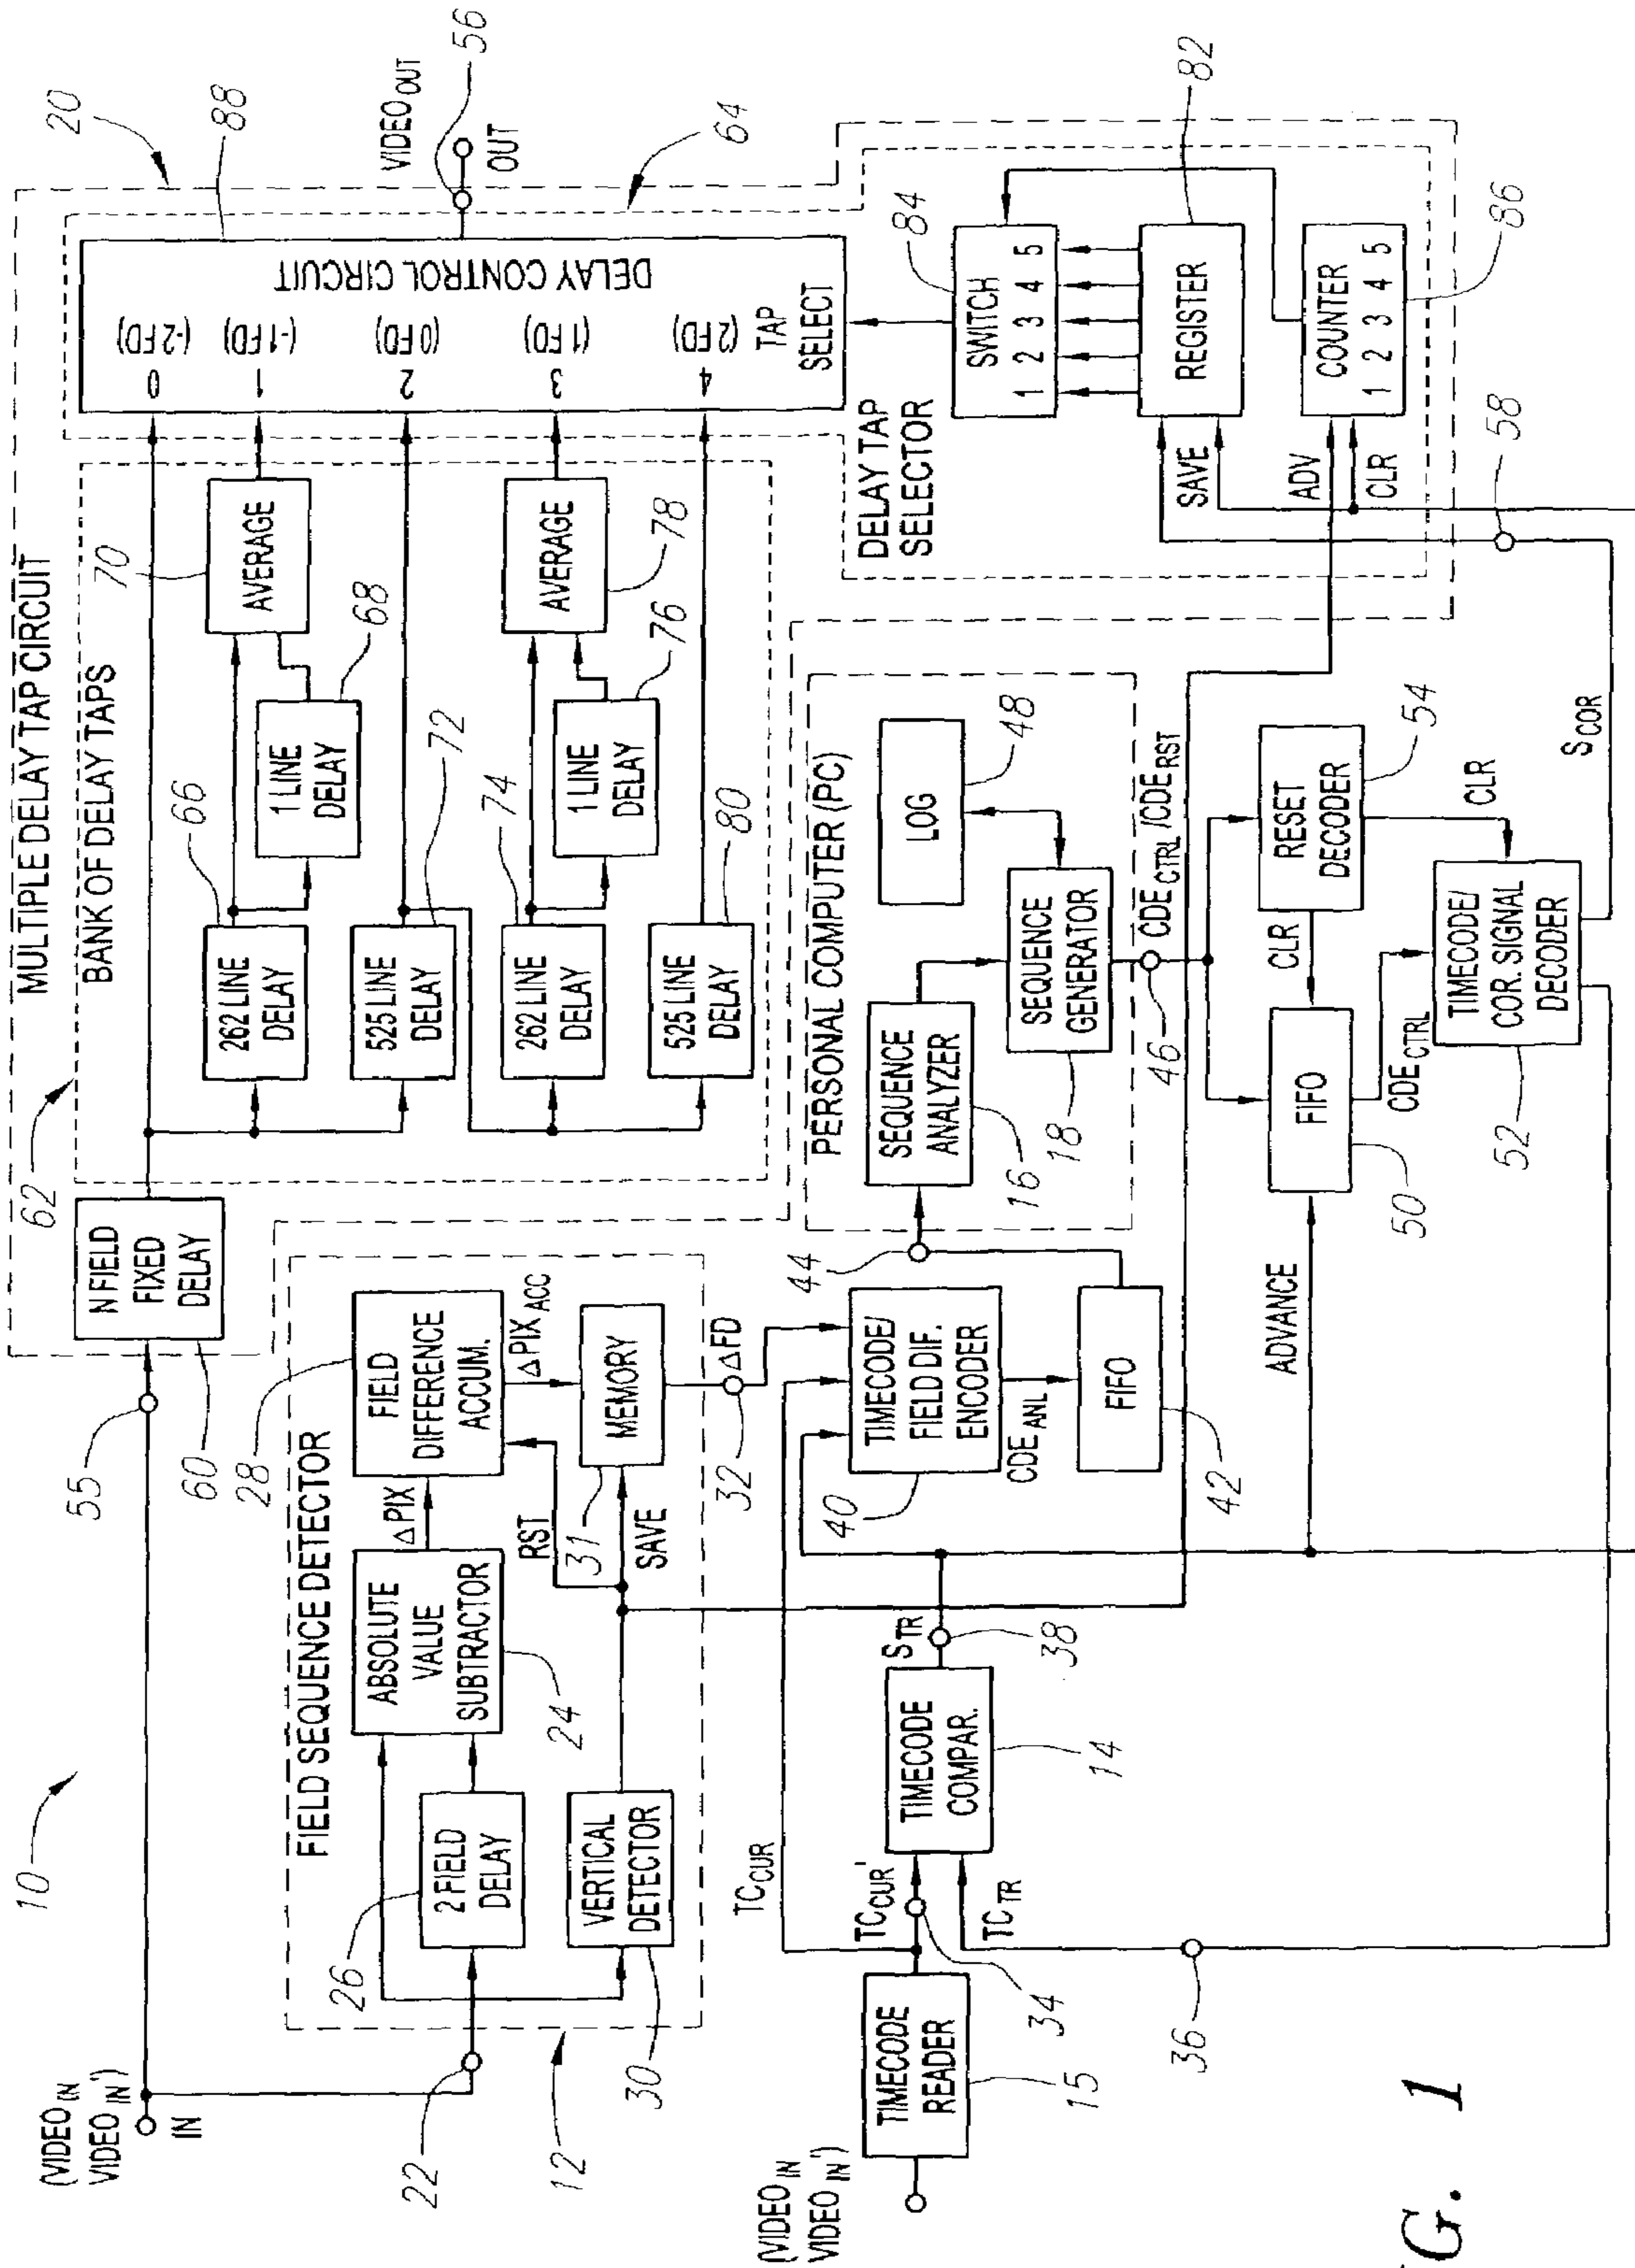 MULTIPLE DELAY TAP CIRCUIT
20
88
62
BANK OF DELAY TAPS
70
AVERAGE
66
262 LINE
DELAY
1 LINE
DELAY
68
72
525 LINE
DELAY
74
262 LINE
DELAY
1 LINE
DELAY
76
AVERAGE
78
80
525 LINE
DELAY
0 (-2 FD)
1 (-1 FD)
2 (0 FD)
3 (1 FD)
4 (2 FD)
DELAY CONTROL CIRCUIT
TAP
SELECT
VIDEO OUT
OUT
56
64
DELAY TAP
SELECTOR
84
SWITCH
1 2 3 4 5
82
REGISTER
COUNTER
1 2 3 4 5
86
SAVE
ADV
CLR
58
10
(VIDEO IN
VIDEO IN')
IN
55
N FIELD
FIXED
DELAY
60
22
12
FIELD SEQUENCE DETECTOR
26
2 FIELD
DELAY
ABSOLUTE
VALUE
SUBTRACTOR
24
ΔPIX
28
FIELD
DIFFERENCE
ACCUM.
ΔPIX ACC
VERTICAL
DETECTOR
30
RST
31
SAVE
MEMORY
32
ΔFD
PERSONAL COMPUTER (PC)
SEQUENCE
ANALYZER
16
LOG
48
SEQUENCE
GENERATOR
18
44
46
CDE CTRL /CDE RST
(VIDEO IN
VIDEO IN')
TIMECODE
READER
15
TC CUR
TC CUR'
34
TC TR
36
TIMECODE
COMPAR.
14
S TR
38
TIMECODE/
FIELD DIF.
ENCODER
40
CDE ANL
FIFO
42
ADVANCE
FIFO
50
CLR
RESET
DECODER
54
CLR
CDE CTRL
TIMECODE/
COR. SIGNAL
DECODER
52
S COR
G. 1